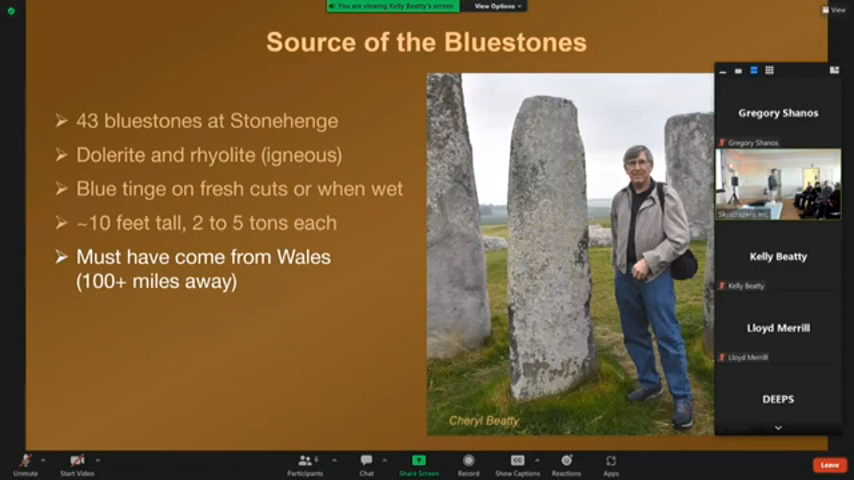 You are viewing Kelly Beatty's screen
View Options
View
Source of the Bluestones
43 bluestones at Stonehenge
Dolerite and rhyolite (igneous)
Blue tinge on fresh cuts or when wet
~10 feet tall, 2 to 5 tons each
Must have come from Wales
(100+ miles away)
Cheryl Beatty
Gregory Shanos
Gregory Shanos
Skyscrapers, Inc.
Kelly Beatty
Kelly Beatty
Lloyd Merrill
Lloyd Merrill
DEEPS
Unmute
Start Video
Participants
6
Chat
Share Screen
Record
Show Captions
Reactions
Apps
Leave